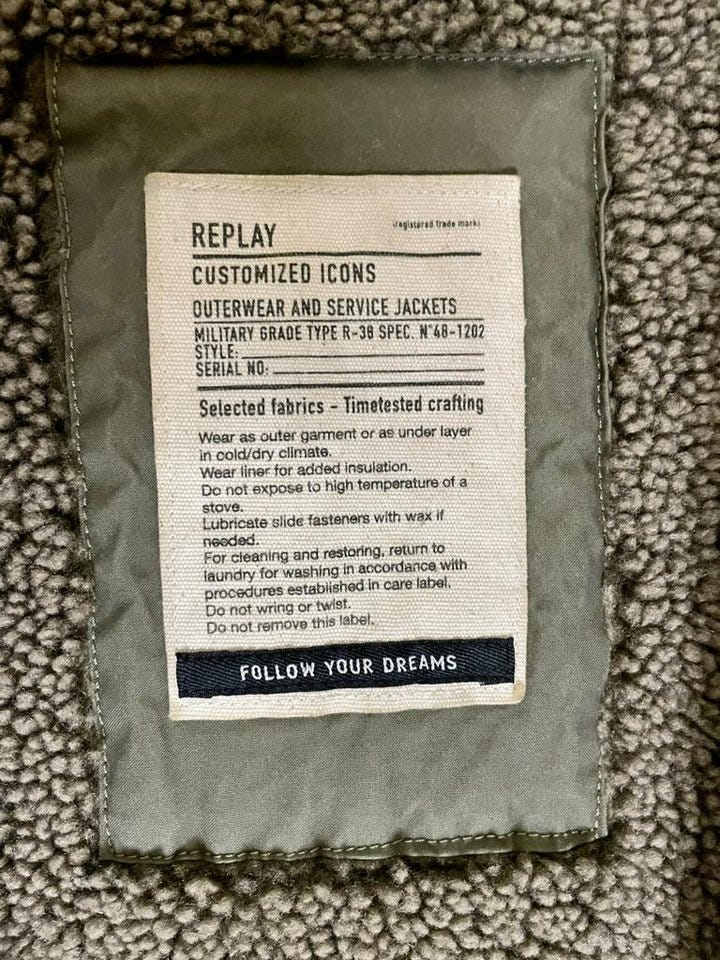 REPLAY
(registered trade mark)
CUSTOMIZED ICONS
OUTERWEAR AND SERVICE JACKETS
MILITARY GRADE TYPE R-38 SPEC. N°48-1202
STYLE:
SERIAL NO:
Selected fabrics - Timetested crafting
Wear as outer garment or as under layer
in cold/dry climate.
Wear liner for added insulation.
Do not expose to high temperature of a
stove.
Lubricate slide fasteners with wax if
needed.
For cleaning and restoring, return to
laundry for washing in accordance with
procedures established in care label.
Do not wring or twist.
Do not remove this label.
FOLLOW YOUR DREAMS